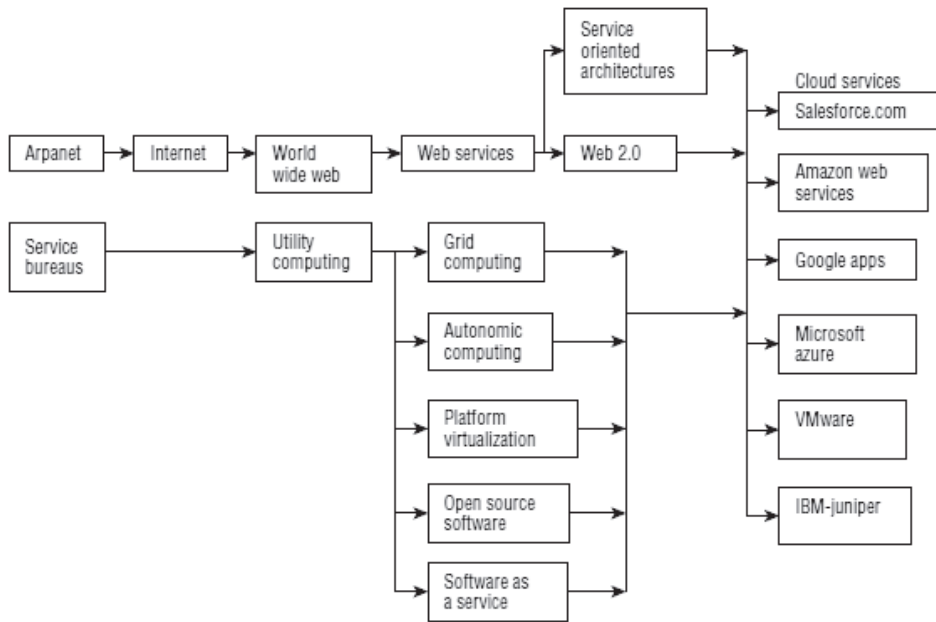 Service
oriented
architectures
Cloud services
Salesforce.com
Arpanet
Internet
World
wide web
Web services
Web 2.0
Amazon web
services
Service
bureaus
Utility
computing
Grid
computing
Google apps
Autonomic
computing
Microsoft
azure
Platform
virtualization
VMware
Open source
software
IBM-juniper
Software as
a service